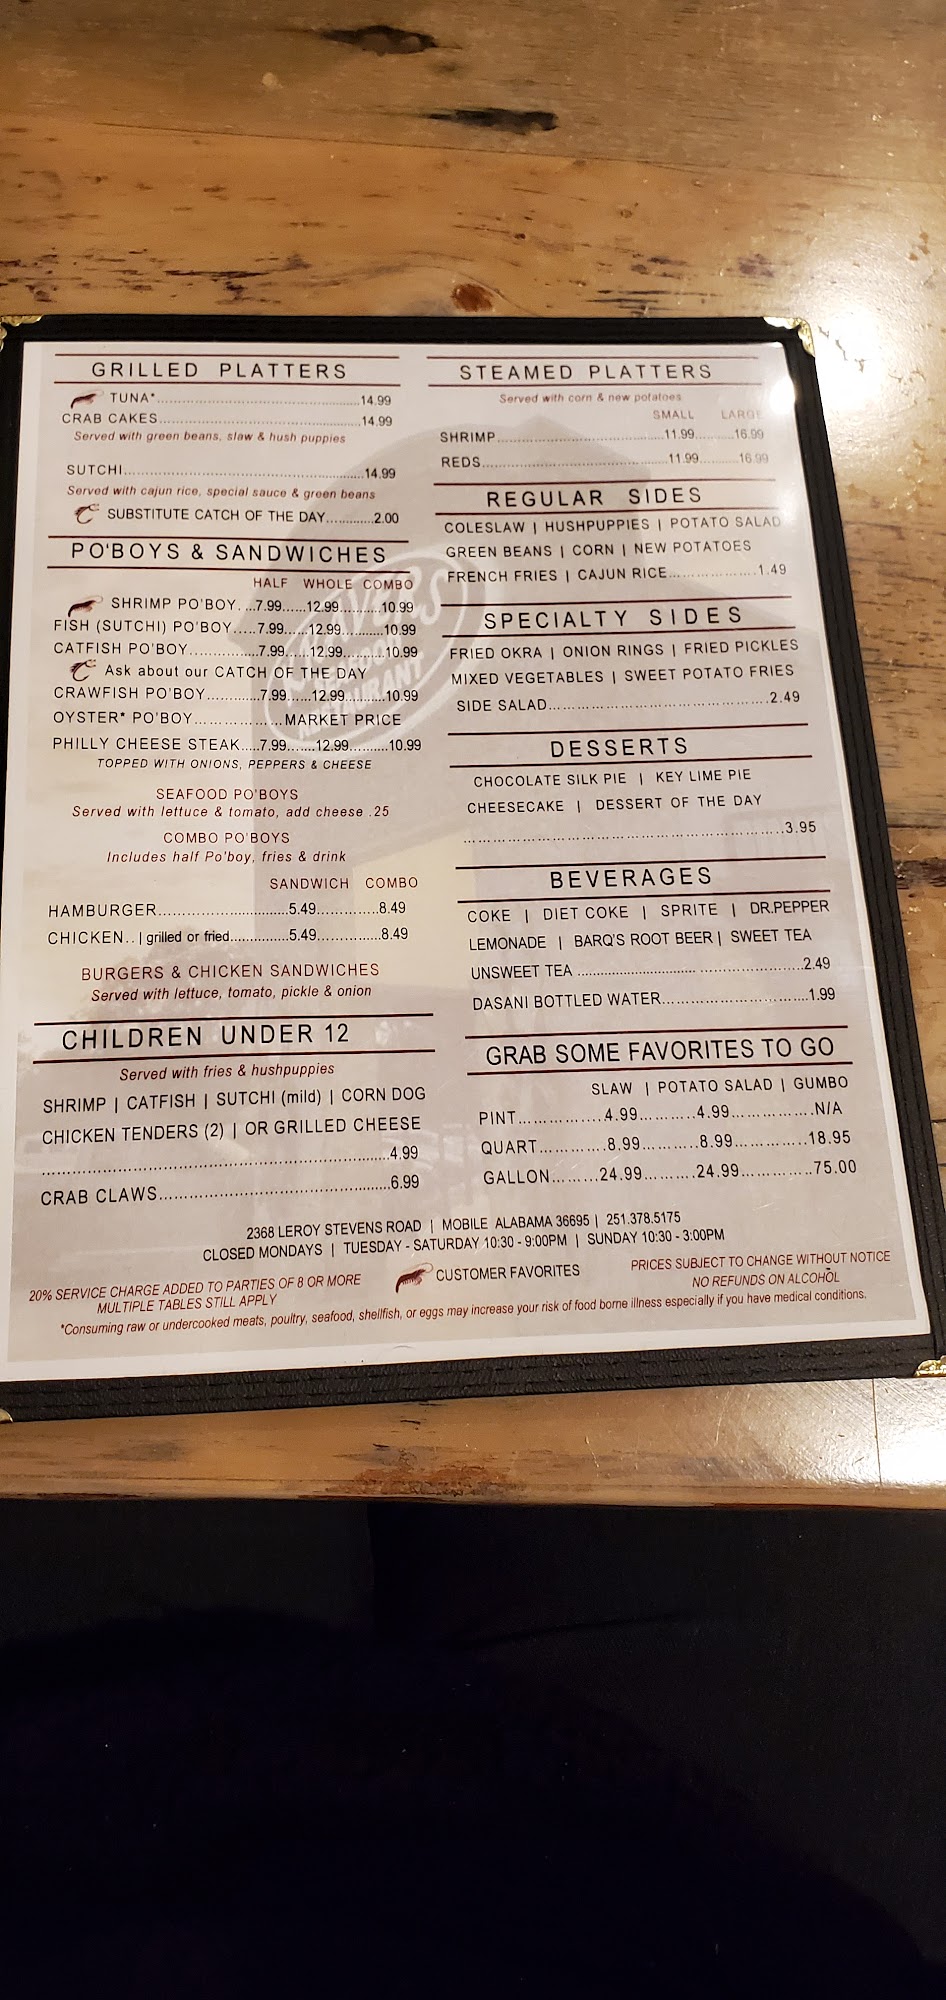 GRILLED PLATTERS
TUNA*...14.99
CRAB CAKES...14.99
Served with green beans, slaw & hush puppies
SUTCHI...14.99
Served with cajun rice, special sauce & green beans
SUBSTITUTE CATCH OF THE DAY...2.00
PO'BOYS & SANDWICHES
HALF WHOLE COMBO
SHRIMP PO'BOY...7.99...12.99...10.99
FISH (SUTCHI) PO'BOY...7.99...12.99...10.99
CATFISH PO'BOY...7.99...12.99...10.99
Ask about our CATCH OF THE DAY
CRAWFISH PO'BOY...7.99...12.99...10.99
OYSTER* PO'BOY...MARKET PRICE
PHILLY CHEESE STEAK...7.99...12.99...10.99
TOPPED WITH ONIONS, PEPPERS & CHEESE
SEAFOOD PO'BOYS
Served with lettuce & tomato, add cheese .25
COMBO PO'BOYS
Includes half Po'boy, fries & drink
SANDWICH COMBO
HAMBURGER...5.49...8.49
CHICKEN..| grilled or fried...5.49...8.49
BURGERS & CHICKEN SANDWICHES
Served with lettuce, tomato, pickle & onion
CHILDREN UNDER 12
Served with fries & hushpuppies
SHRIMP | CATFISH | SUTCHI (mild) | CORN DOG
CHICKEN TENDERS (2) | OR GRILLED CHEESE
...4.99
CRAB CLAWS...6.99
STEAMED PLATTERS
Served with corn & new potatoes
SMALL LARGE
SHRIMP...11.99...16.99
REDS...11.99...16.99
REGULAR SIDES
COLESLAW | HUSHPUPPIES | POTATO SALAD
GREEN BEANS | CORN | NEW POTATOES
FRENCH FRIES | CAJUN RICE...1.49
SPECIALTY SIDES
FRIED OKRA | ONION RINGS | FRIED PICKLES
MIXED VEGETABLES | SWEET POTATO FRIES
SIDE SALAD...2.49
DESSERTS
CHOCOLATE SILK PIE | KEY LIME PIE
CHEESECAKE | DESSERT OF THE DAY
...3.95
BEVERAGES
COKE | DIET COKE | SPRITE | DR.PEPPER
LEMONADE | BARQ'S ROOT BEER | SWEET TEA
UNSWEET TEA...2.49
DASANI BOTTLED WATER...1.99
GRAB SOME FAVORITES TO GO
SLAW | POTATO SALAD | GUMBO
PINT...4.99...4.99...N/A
QUART...8.99...8.99...18.95
GALLON...24.99...24.99...75.00
2368 LEROY STEVENS ROAD | MOBILE ALABAMA 36695 | 251.378.5175
CLOSED MONDAYS | TUESDAY - SATURDAY 10:30 - 9:00PM | SUNDAY 10:30 - 3:00PM
20% SERVICE CHARGE ADDED TO PARTIES OF 8 OR MORE
MULTIPLE TABLES STILL APPLY
CUSTOMER FAVORITES
PRICES SUBJECT TO CHANGE WITHOUT NOTICE
NO REFUNDS ON ALCOHOL
*Consuming raw or undercooked meats, poultry, seafood, shellfish, or eggs may increase your risk of food borne illness especially if you have medical conditions.
RESTAURANT